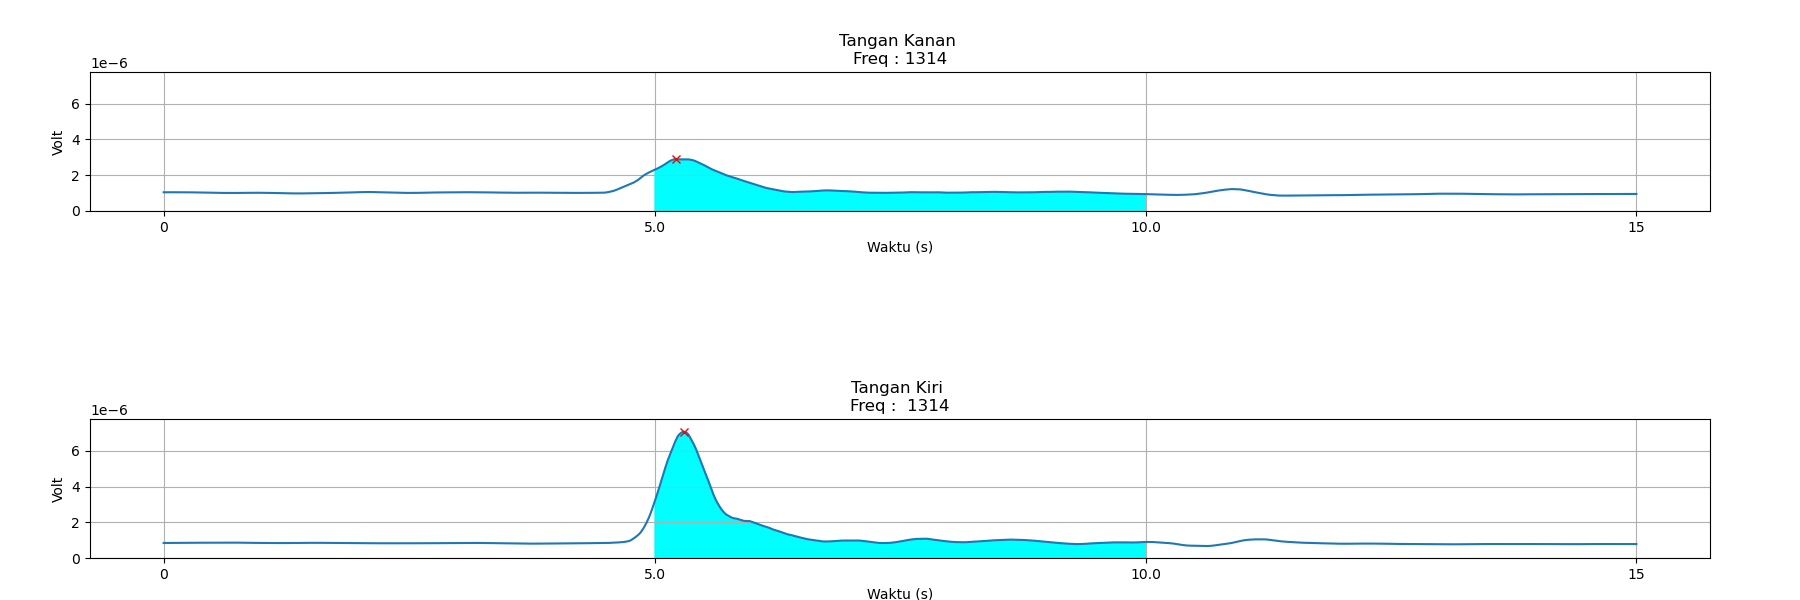 Tangan Kanan
Freq : 1314
1e−6
6
4
2
0
Volt
0 5.0 10.0 15
Waktu (s)
Tangan Kiri
Freq :  1314
1e−6
6
4
2
0
Volt
0 5.0 10.0 15
Waktu (s)